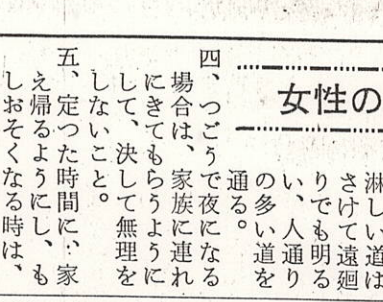 女性の
淋しい道は
さけて遠廻
りでも明る
い、人通り
の多い道を
通る。
四、つごうで夜になる
場合は、家族に連れ
にきてもらうように
して、決して無理を
しないこと。
五、定つた時間に、家
え帰るようにし、も
しおそくなる時は、